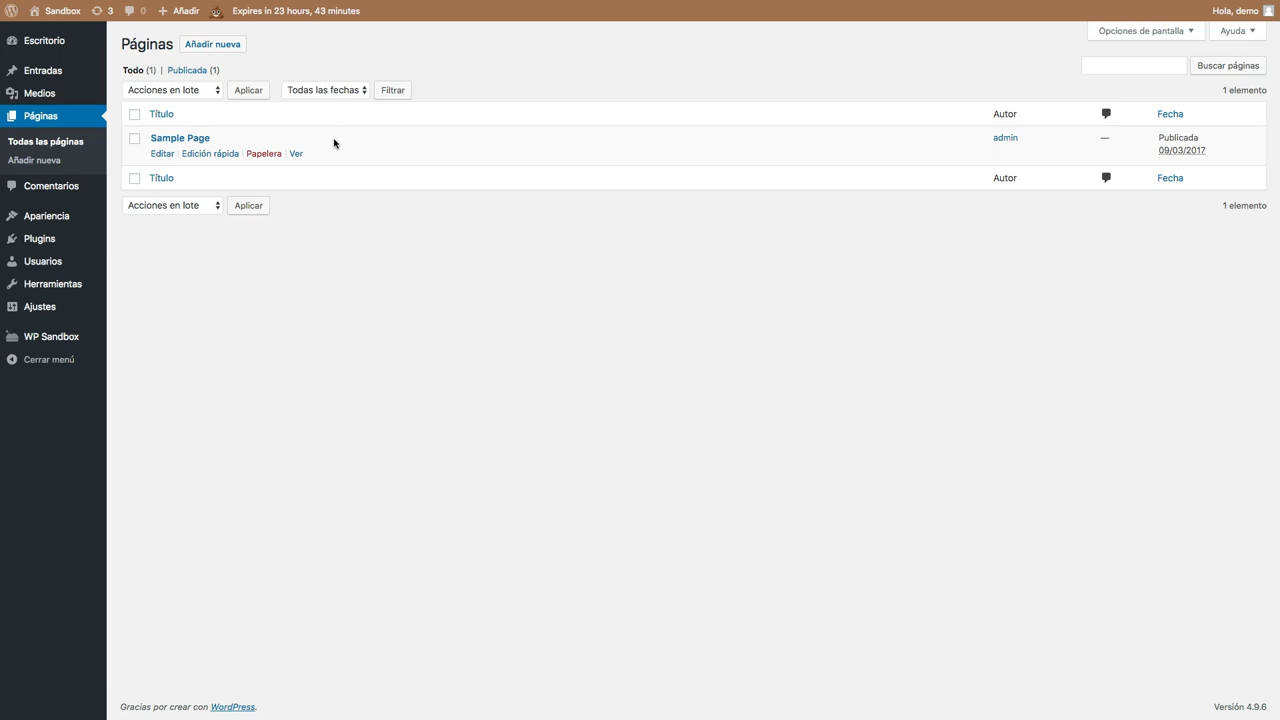 Sandbox 3 0 Añadir Expires in 23 hours, 43 minutes Hola, demo
Escritorio
Entradas
Medios
Páginas
Todas las páginas
Añadir nueva
Comentarios
Apariencia
Plugins
Usuarios
Herramientas
Ajustes
WP Sandbox
Cerrar menú
Opciones de pantalla Ayuda
Páginas Añadir nueva
Todo (1) | Publicada (1)
Buscar páginas
Acciones en lote Aplicar Todas las fechas Filtrar 1 elemento
Título Autor Fecha
Sample Page admin — Publicada
Editar | Edición rápida | Papelera | Ver 09/03/2017
Título Autor Fecha
Acciones en lote Aplicar 1 elemento
Gracias por crear con WordPress. Versión 4.9.6